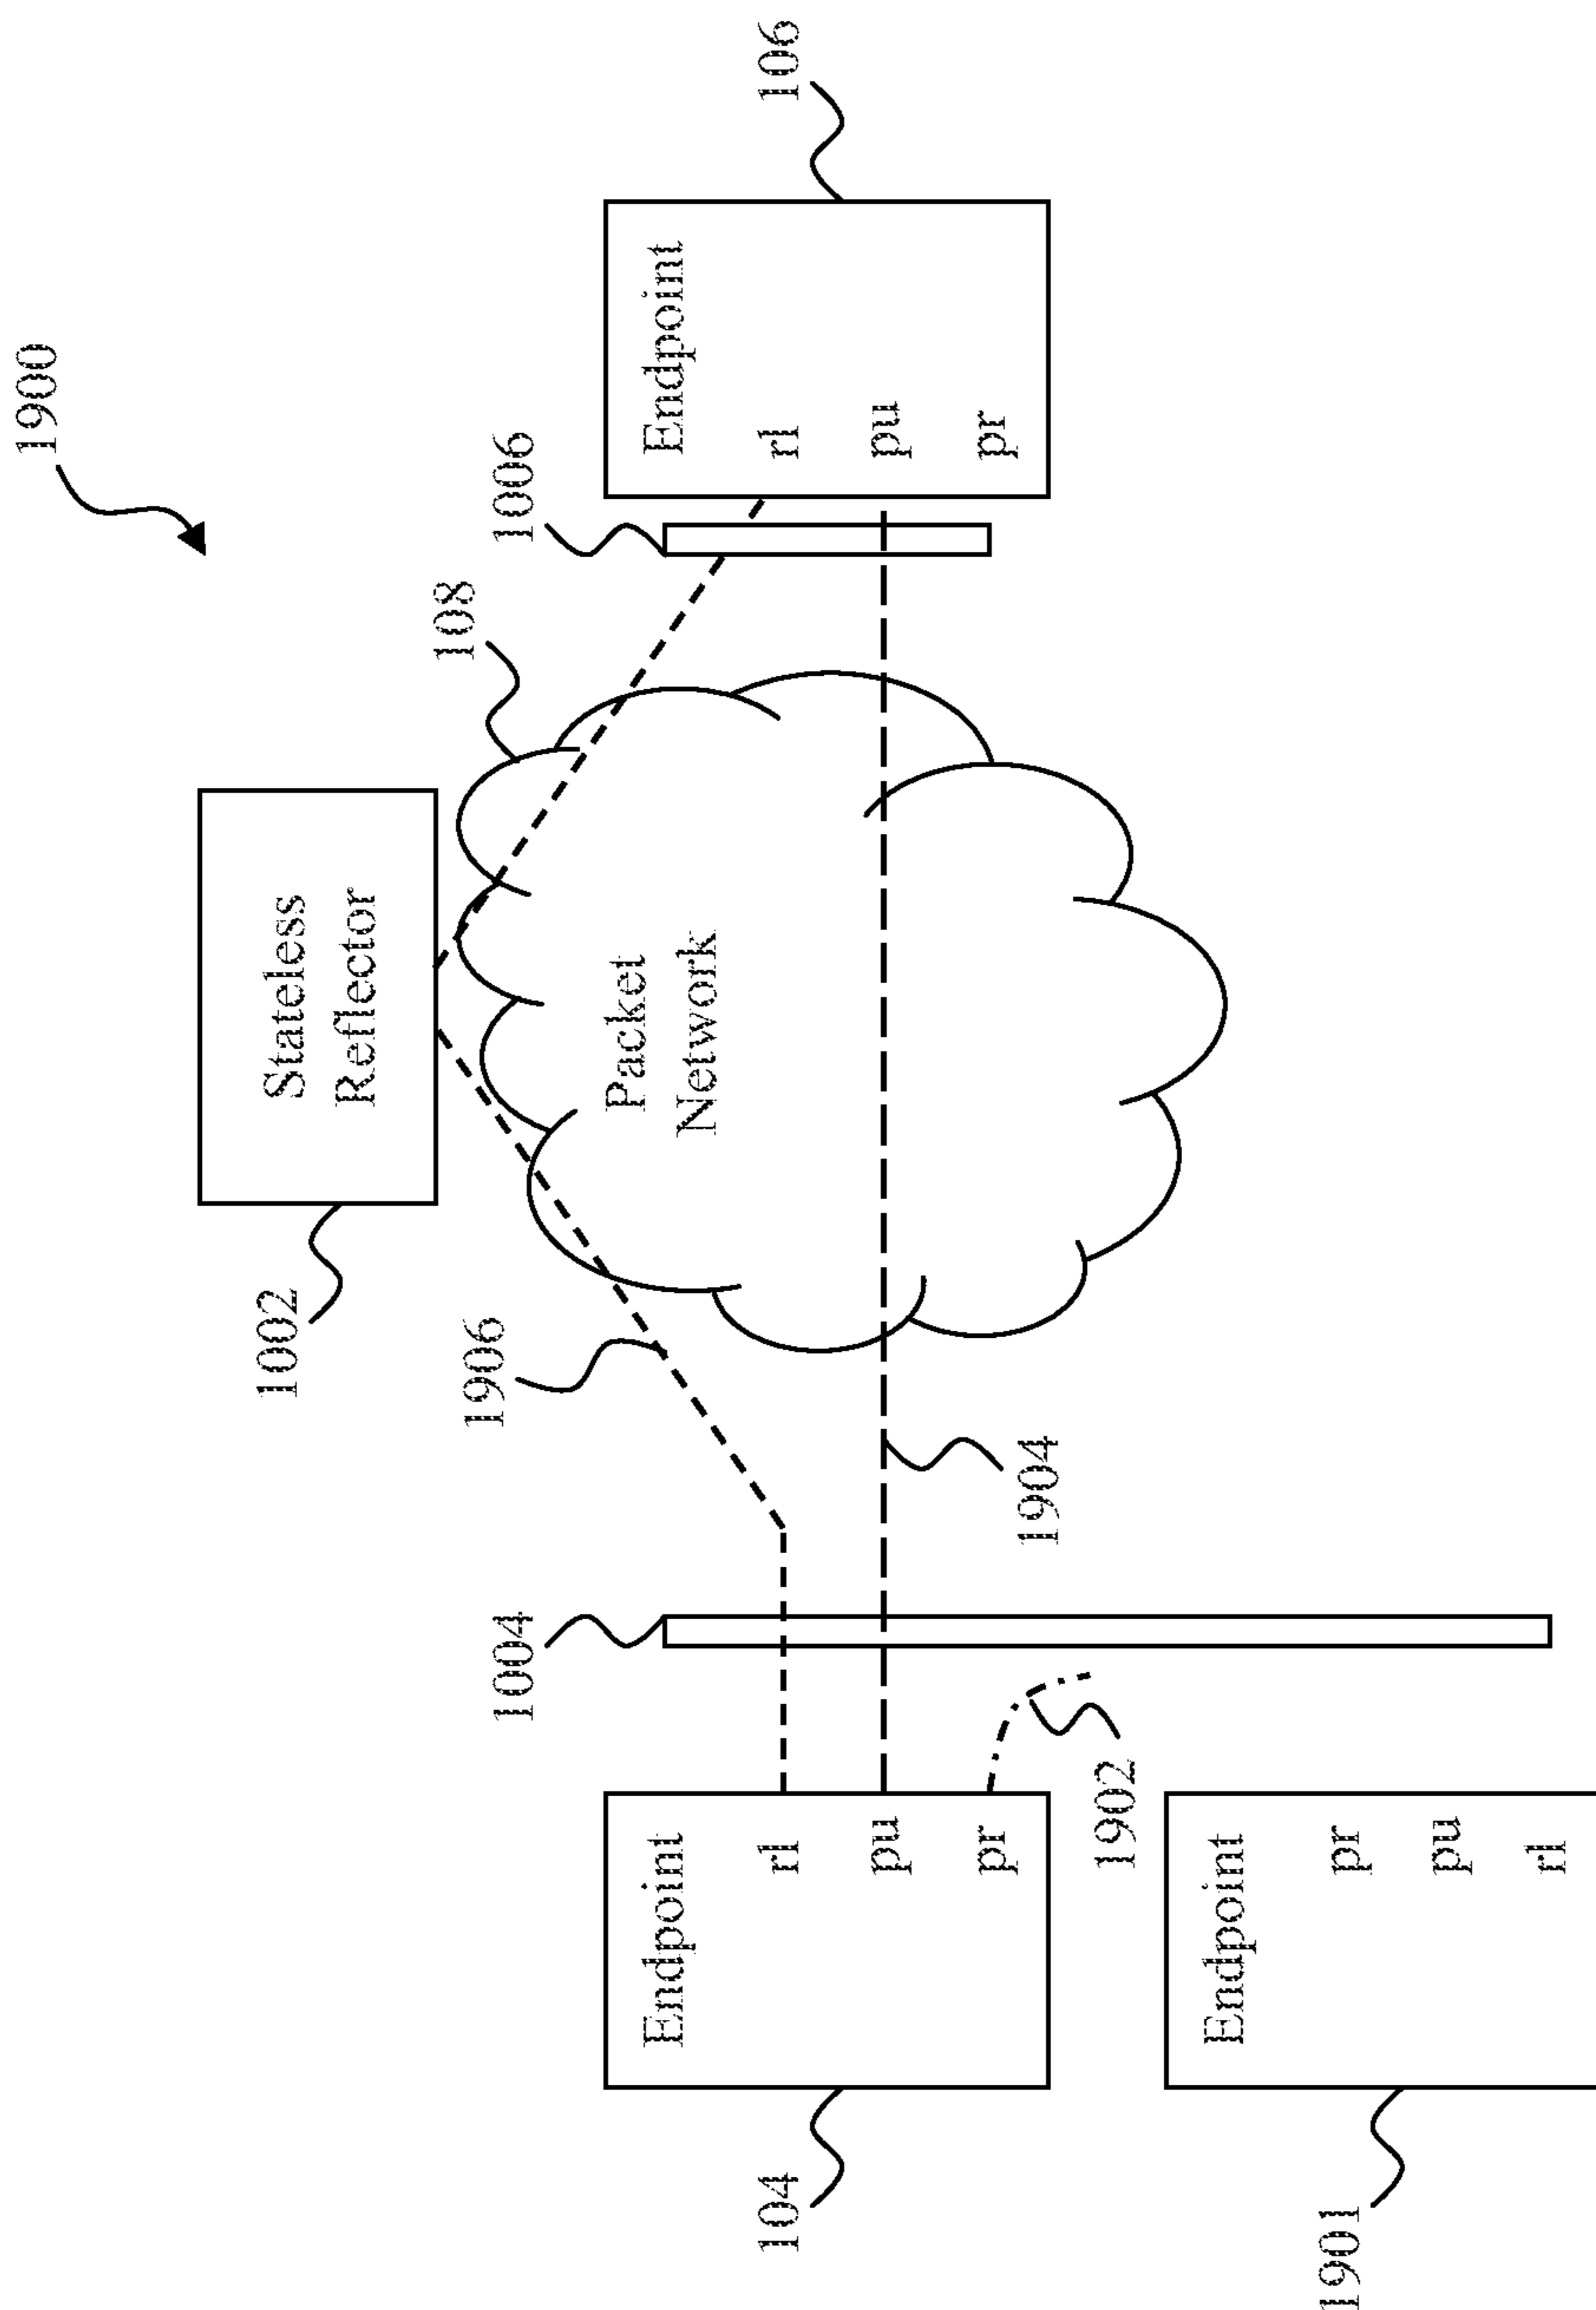 1900
Stateless
Reflector
1002
108
1906
Packet
Network
1004
1006
Endpoint
rl
pu
pr
104
Endpoint
rl
pu
pr
106
1904
1902
Endpoint
pr
pu
rl
1901